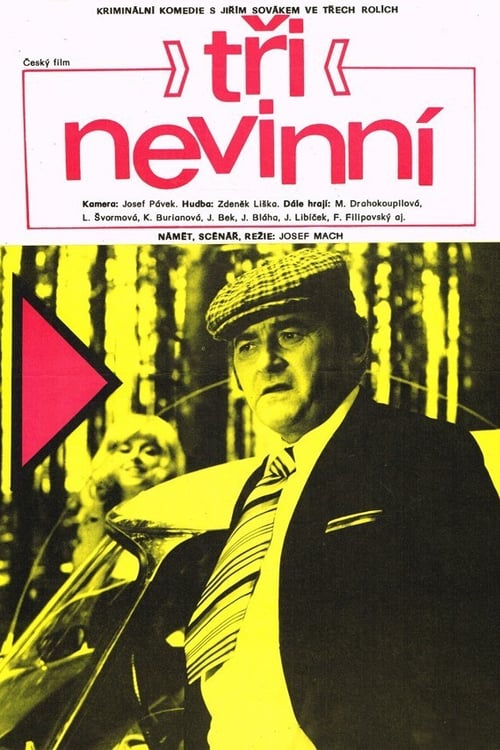 KRIMINÁLNÍ KOMEDIE S JIŘÍM SOVÁKEM VE TŘECH ROLÍCH
Český film
tři
nevinní
Kamera: Josef Pávek. Hudba: Zdeněk Liška. Dále hrají: M. Drahokoupilová,
L. Švormová, K. Burianová, J. Bek, J. Bláha, J. Libíček, F. Filipovský aj.
NÁMĚT, SCÉNÁŘ, REŽIE: JOSEF MACH